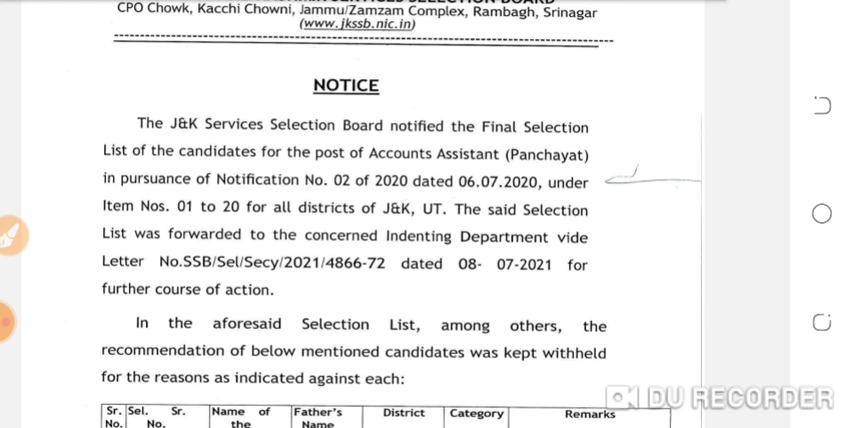 CPO Chowk, Kacchi Chowni, Jammu/Zamzam Complex, Rambagh, Srinagar
(www.jkssb.nic.in)
NOTICE
The J&K Services Selection Board notified the Final Selection
List of the candidates for the post of Accounts Assistant (Panchayat)
in pursuance of Notification No. 02 of 2020 dated 06.07.2020, under
Item Nos. 01 to 20 for all districts of J&K, UT. The said Selection
List was forwarded to the concerned Indenting Department vide
Letter No.SSB/Sel/Secy/2021/4866-72 dated 08- 07-2021 for
further course of action.
In the aforesaid Selection List, among others, the
recommendation of below mentioned candidates was kept withheld
for the reasons as indicated against each:
Sr. Sel. Sr. Name of Father's District Category Remarks
No. No. the Name
DU RECORDER